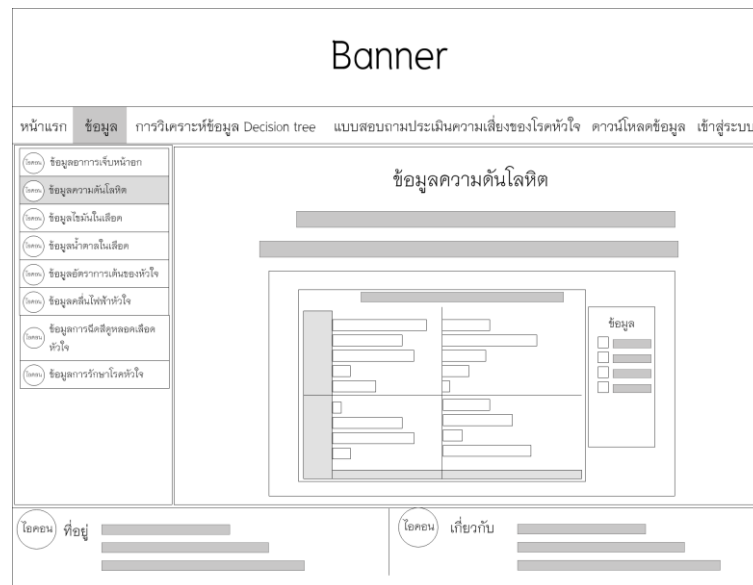 Banner
หน้าแรก ข้อมูล การวิเคราะห์ข้อมูล Decision tree แบบสอบถามประเมินความเสี่ยงของโรคหัวใจ ดาวน์โหลดข้อมูล เข้าสู่ระบบ
ไอคอน ข้อมูลอาการเจ็บหน้าอก
ไอคอน ข้อมูลความดันโลหิต
ไอคอน ข้อมูลไขมันในเลือด
ไอคอน ข้อมูลน้ำตาลในเลือด
ไอคอน ข้อมูลอัตราการเต้นของหัวใจ
ไอคอน ข้อมูลคลื่นไฟฟ้าหัวใจ
ไอคอน ข้อมูลการฉีดสีดูหลอดเลือด
หัวใจ
ไอคอน ข้อมูลการรักษาโรคหัวใจ
ข้อมูลความดันโลหิต
ข้อมูล
ไอคอน ที่อยู่
ไอคอน เกี่ยวกับ